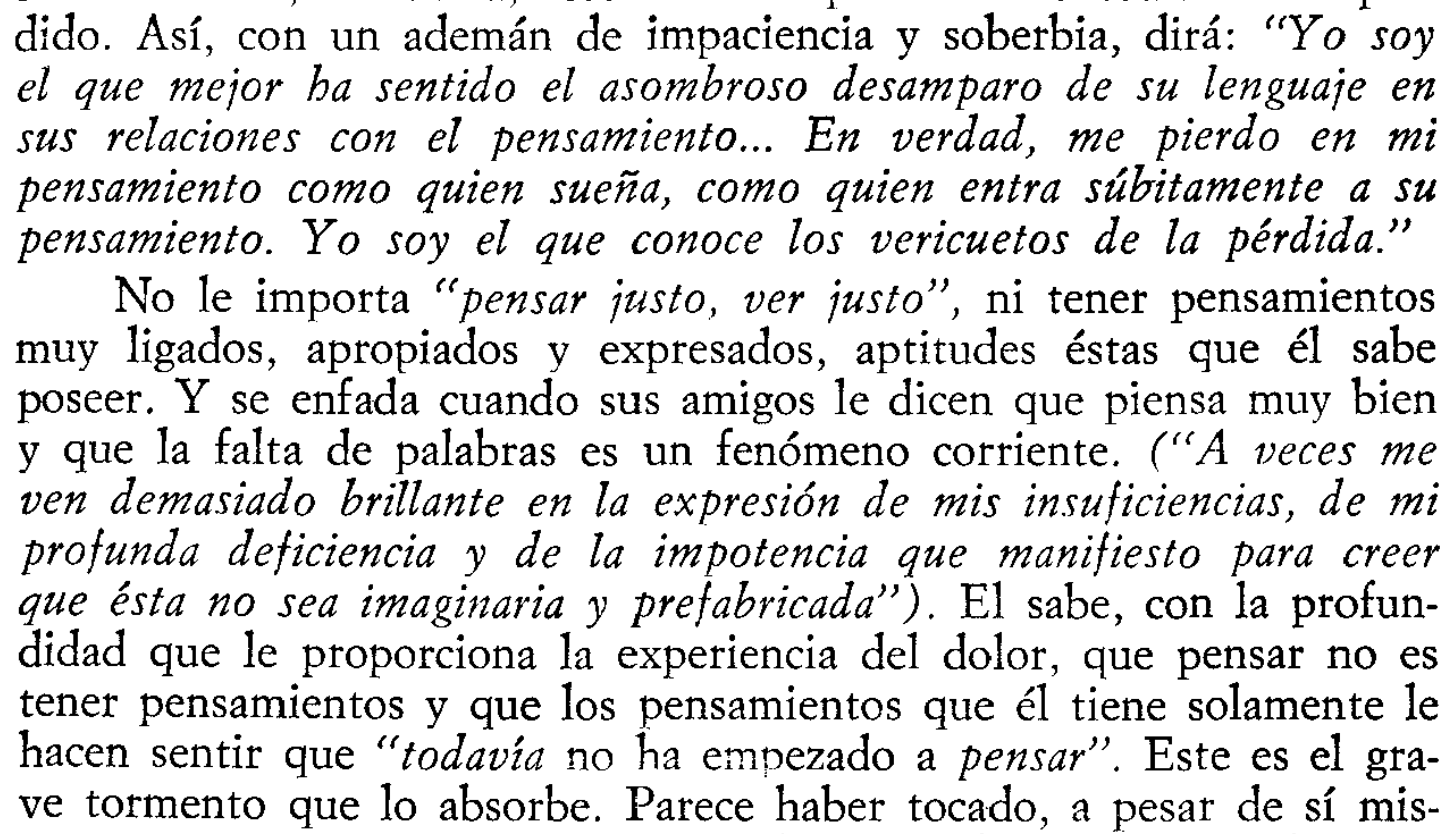 dido. Así, con un ademán de impaciencia y soberbia, dirá: “Yo soy
el que mejor ha sentido el asombroso desamparo de su lenguaje en
sus relaciones con el pensamiento... En verdad, me pierdo en mi
pensamiento como quien sueña, como quien entra súbitamente a su
pensamiento. Yo soy el que conoce los vericuetos de la pérdida.”
No le importa “pensar justo, ver justo”, ni tener pensamientos
muy ligados, apropiados y expresados, aptitudes éstas que él sabe
poseer. Y se enfada cuando sus amigos le dicen que piensa muy bien
y que la falta de palabras es un fenómeno corriente. (“A veces me
ven demasiado brillante en la expresión de mis insuficiencias, de mi
profunda deficiencia y de la impotencia que manifiesto para creer
que ésta no sea imaginaria y prefabricada”). El sabe, con la profun-
didad que le proporciona la experiencia del dolor, que pensar no es
tener pensamientos y que los pensamientos que él tiene solamente le
hacen sentir que “todavía no ha empezado a pensar”. Este es el gra-
ve tormento que lo absorbe. Parece haber tocado, a pesar de sí mis-